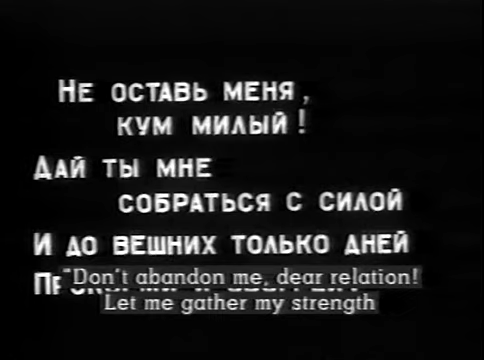 Не оставь меня,
кум милый!
Дай ты мне
собраться с силой
И до вешних только дней
"Don't abandon me, dear relation!
Let me gather my strength